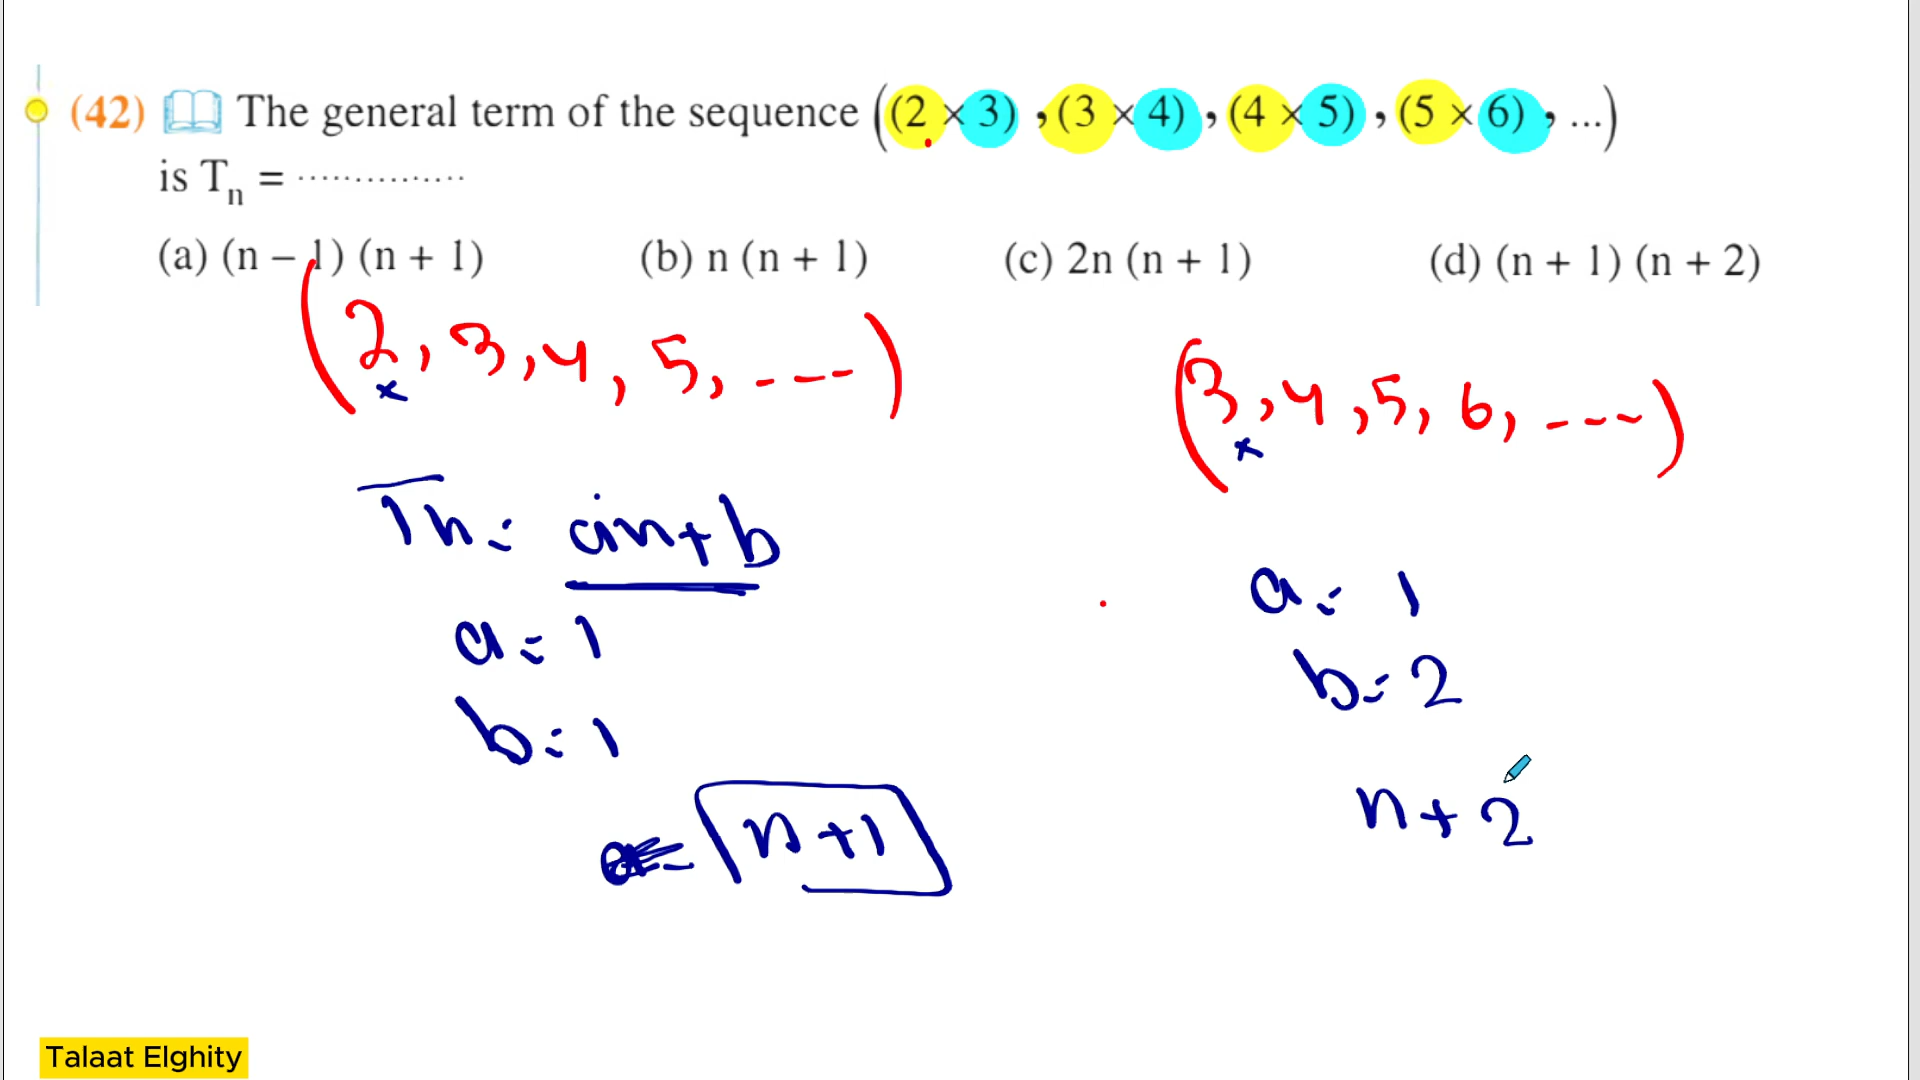 (42) The general term of the sequence ((2 × 3) , (3 × 4) , (4 × 5) , (5 × 6) , ...)
is Tn = ...............
(a) (n – 1) (n + 1) (b) n (n + 1) (c) 2n (n + 1) (d) (n + 1) (n + 2)
(2, 3, 4, 5, ----)
(3, 4, 5, 6, ----)
Tn = an+b
a = 1
b = 1
= n+1
a = 1
b = 2
n+2
Talaat Elghity